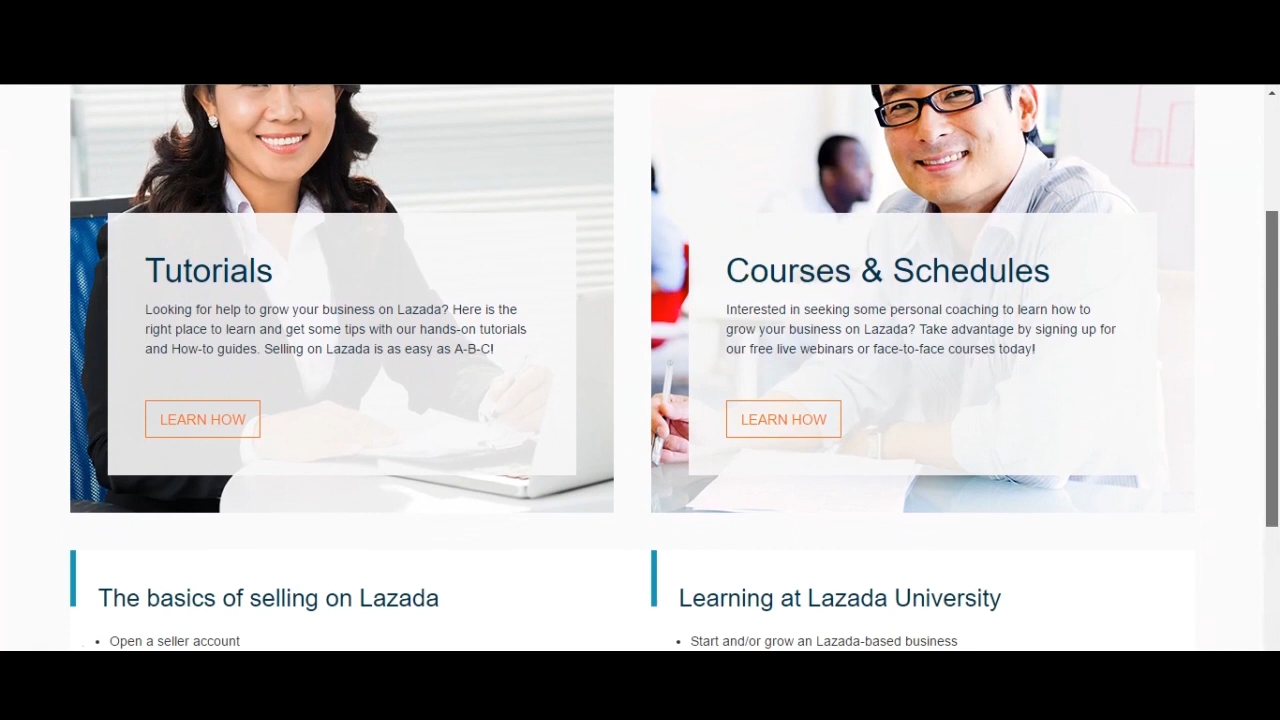 Tutorials
Looking for help to grow your business on Lazada? Here is the
right place to learn and get some tips with our hands-on tutorials
and How-to guides. Selling on Lazada is as easy as A-B-C!
LEARN HOW
Courses & Schedules
Interested in seeking some personal coaching to learn how to
grow your business on Lazada? Take advantage by signing up for
our free live webinars or face-to-face courses today!
LEARN HOW
The basics of selling on Lazada
• Open a seller account
Learning at Lazada University
• Start and/or grow an Lazada-based business